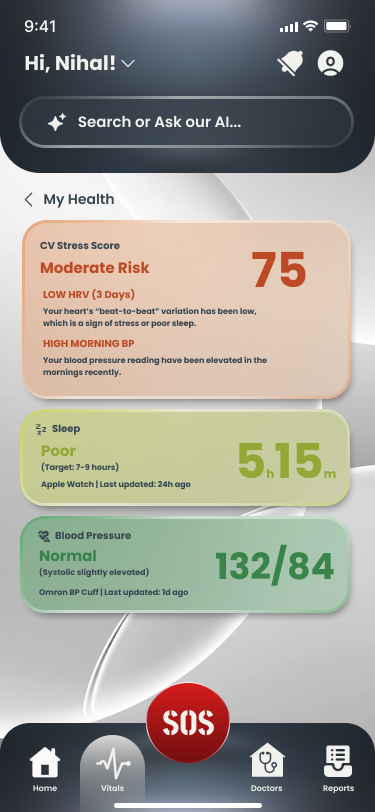 9:41
Hi, Nihal!
Search or Ask our AI...
My Health
CV Stress Score
Moderate Risk
75
LOW HRV (3 Days)
Your heart's “beat-to-beat” variation has been low,
which is a sign of stress or poor sleep.
HIGH MORNING BP
Your blood pressure reading have been elevated in the
mornings recently.
Sleep
Poor
5h15m
(Target: 7-9 hours)
Apple Watch | Last updated: 24h ago
Blood Pressure
Normal
132/84
(Systolic slightly elevated)
Omron BP Cuff | Last updated: 1d ago
SOS
Home
Vitals
Doctors
Reports